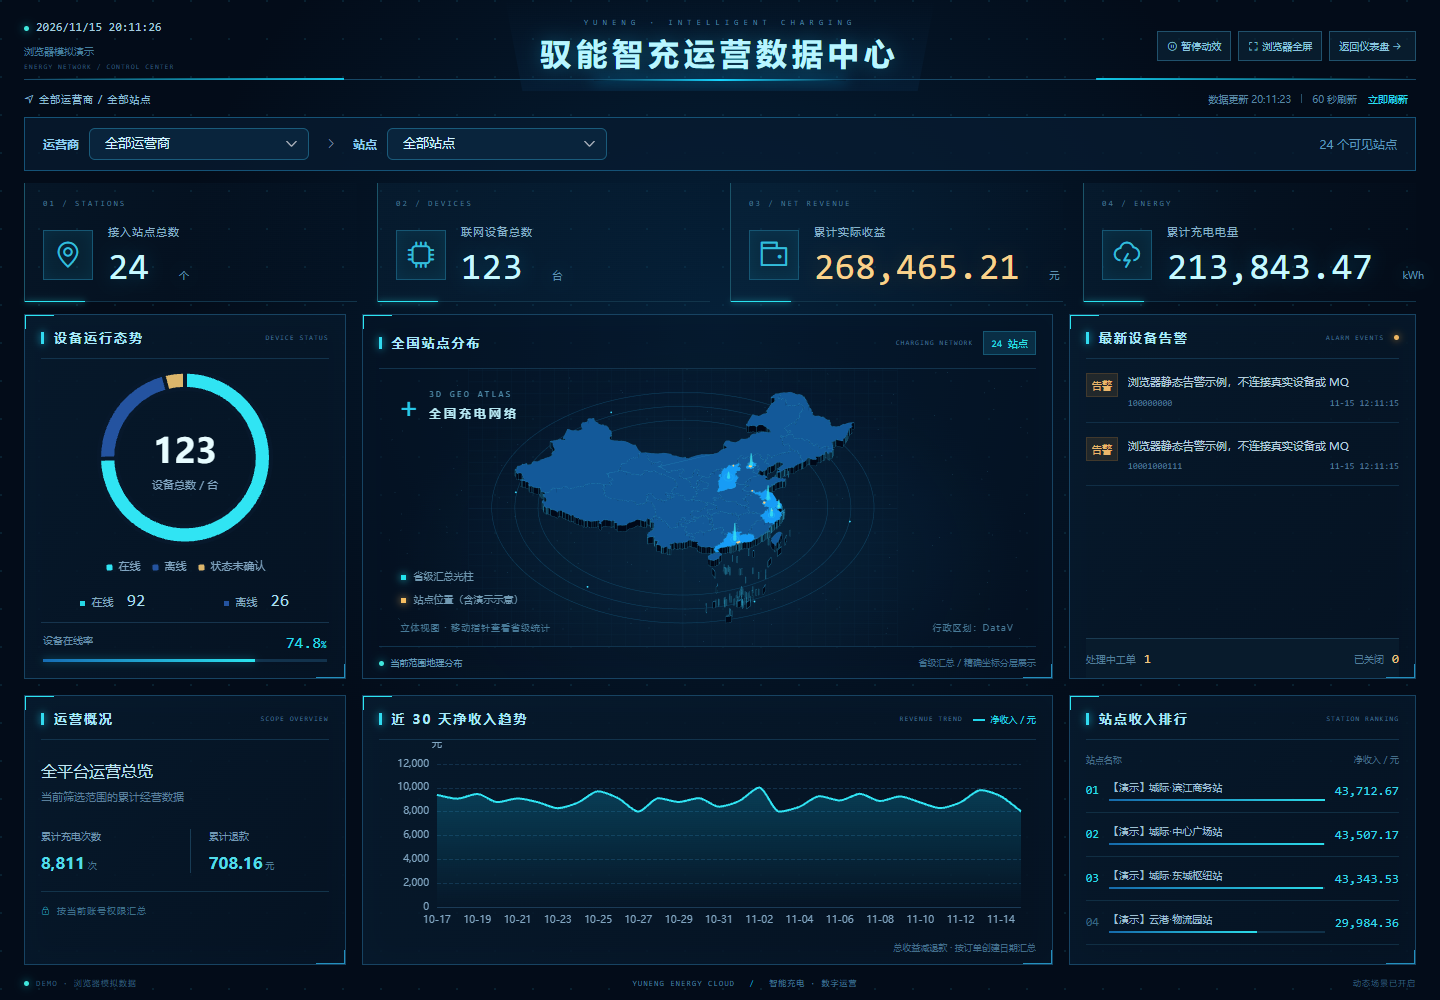 2026/11/15 20:11:26
浏览器模拟演示
ENERGY NETWORK / CONTROL CENTER
YUNENG · INTELLIGENT CHARGING
驭能智充运营数据中心
暂停动效
浏览器全屏
返回仪表盘 →
全部运营商 / 全部站点
数据更新 20:11:23
60 秒刷新
立即刷新
运营商
全部运营商
站点
全部站点
24 个可见站点
01 / STATIONS
接入站点总数
24 个
02 / DEVICES
联网设备总数
123 台
03 / NET REVENUE
累计实际收益
268,465.21 元
04 / ENERGY
累计充电电量
213,843.47 kWh
设备运行态势
DEVICE STATUS
123
设备总数 / 台
在线 离线 状态未确认
在线 92
离线 26
设备在线率
74.8%
全国站点分布
CHARGING NETWORK
24 站点
3D GEO ATLAS
全国充电网络
省级汇总光柱
站点位置（含演示示意）
立体视图 · 移动指针查看省级统计
行政区划：DataV
当前范围地理分布
省级汇总 / 精确坐标分层展示
最新设备告警
ALARM EVENTS
告警
浏览器静态告警示例，不连接真实设备或 MQ
100000000
11-15 12:11:15
告警
浏览器静态告警示例，不连接真实设备或 MQ
10001000111
11-15 12:11:15
处理中工单 1
已关闭 0
运营概况
SCOPE OVERVIEW
全平台运营总览
当前筛选范围的累计经营数据
累计充电次数
8,811 次
累计退款
708.16 元
按当前账号权限汇总
近 30 天净收入趋势
REVENUE TREND
净收入 / 元
元
12,000
10,000
8,000
6,000
4,000
2,000
0
10-17 10-19 10-21 10-23 10-25 10-27 10-29 10-31 11-02 11-04 11-06 11-08 11-10 11-12 11-14
总收益减退款 · 按订单创建日期汇总
站点收入排行
STATION RANKING
站点名称
净收入 / 元
01 【演示】城际·滨江商务站 43,712.67
02 【演示】城际·中心广场站 43,507.17
03 【演示】城际·东城枢纽站 43,343.53
04 【演示】云港·物流园站 29,984.36
DEMO · 浏览器模拟数据
YUNENG ENERGY CLOUD / 智能充电 · 数字运营
动态场景已开启